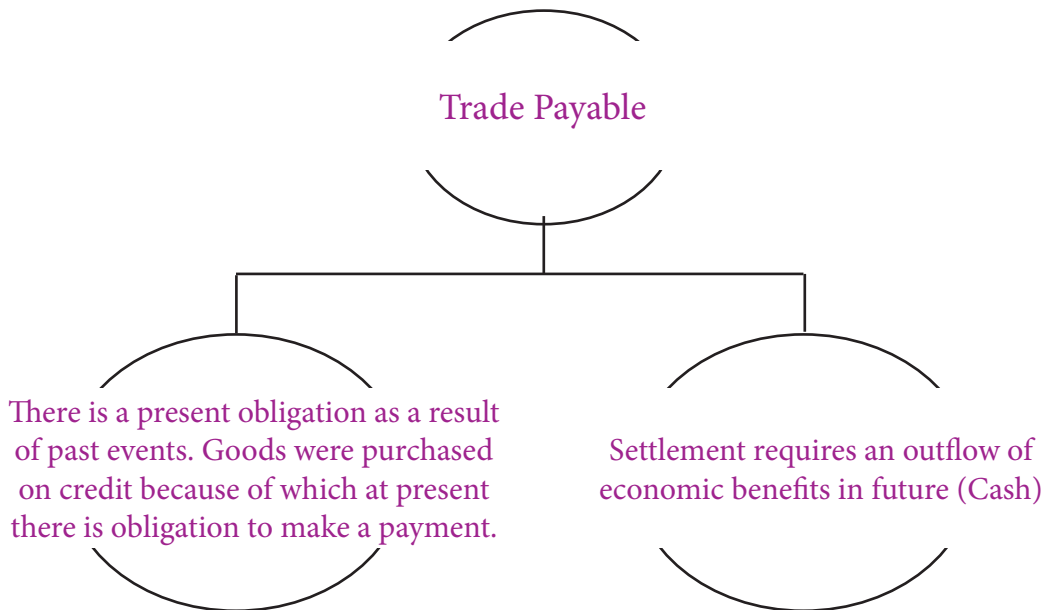 Trade Payable
There is a present obligation as a result
of past events. Goods were purchased
on credit because of which at present
there is obligation to make a payment.
Settlement requires an outflow of
economic benefits in future (Cash)